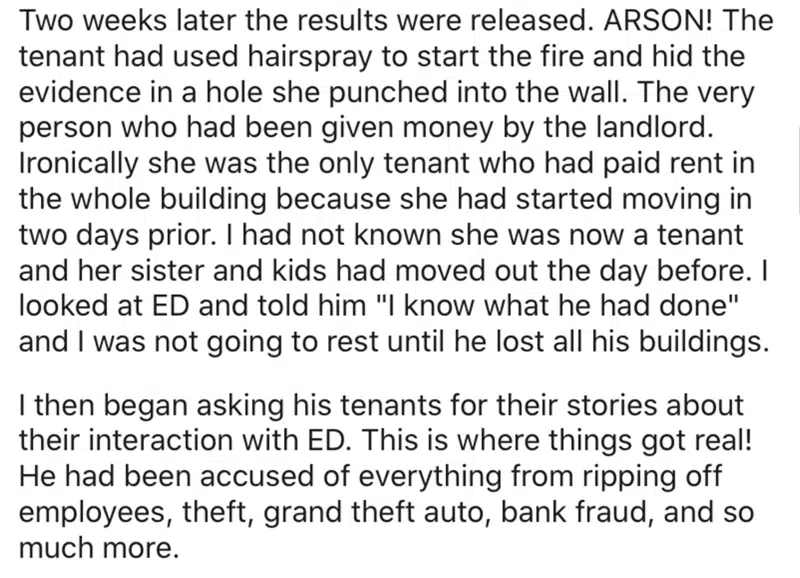 Two weeks later the results were released. ARSON! The
tenant had used hairspray to start the fire and hid the
evidence in a hole she punched into the wall. The very
person who had been given money by the landlord.
Ironically she was the only tenant who had paid rent in
the whole building because she had started moving in
two days prior. I had not known she was now a tenant
and her sister and kids had moved out the day before. I
looked at ED and told him "I know what he had done"
and I was not going to rest until he lost all his buildings.
I then began asking his tenants for their stories about
their interaction with ED. This is where things got real!
He had been accused of everything from ripping off
employees, theft, grand theft auto, bank fraud, and so
much more.